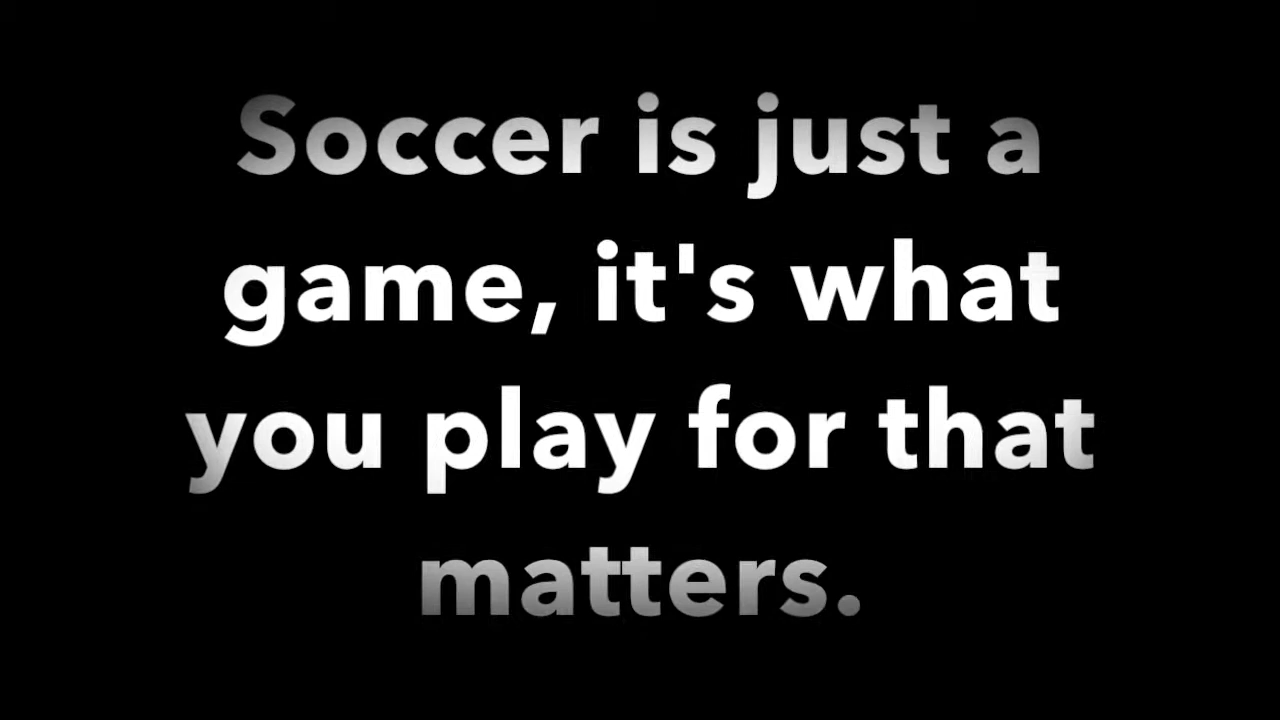 Soccer is just a
game, it's what
you play for that
matters.